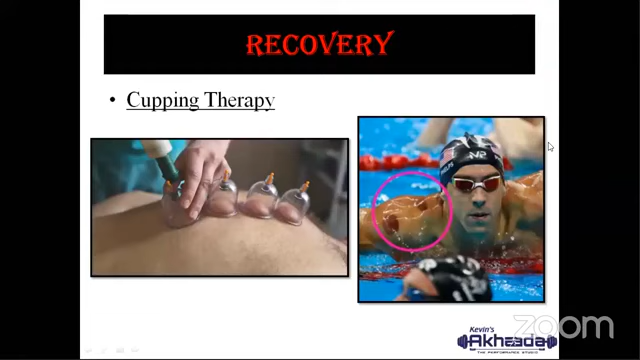 RECOVERY
• Cupping Therapy
Kevin's
Akhaada
THE PERFORMANCE STUDIO
zoom